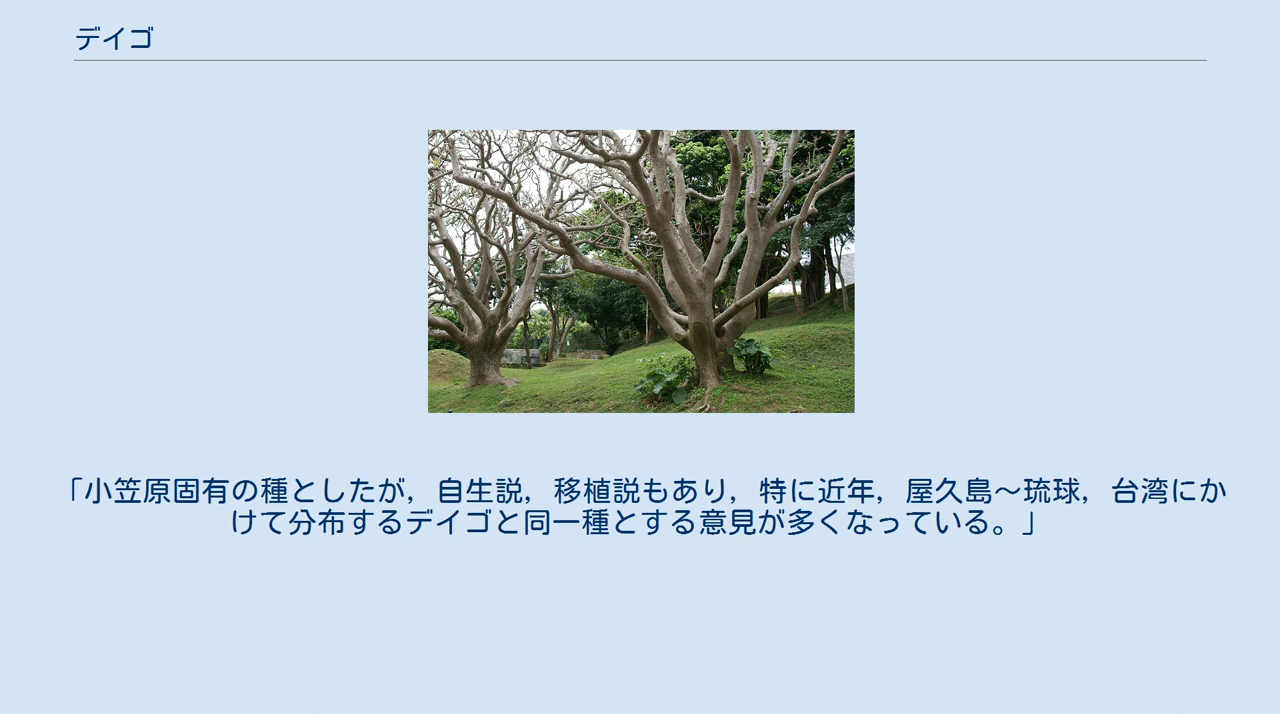 デイゴ
「小笠原固有の種としたが，自生説，移植説もあり，特に近年，屋久島～琉球，台湾にか
けて分布するデイゴと同一種とする意見が多くなっている。」